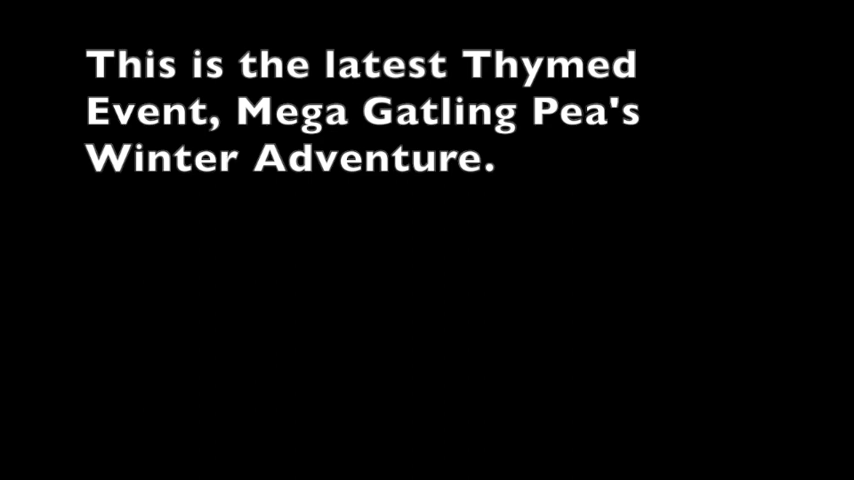 This is the latest Thymed
Event, Mega Gatling Pea's
Winter Adventure.